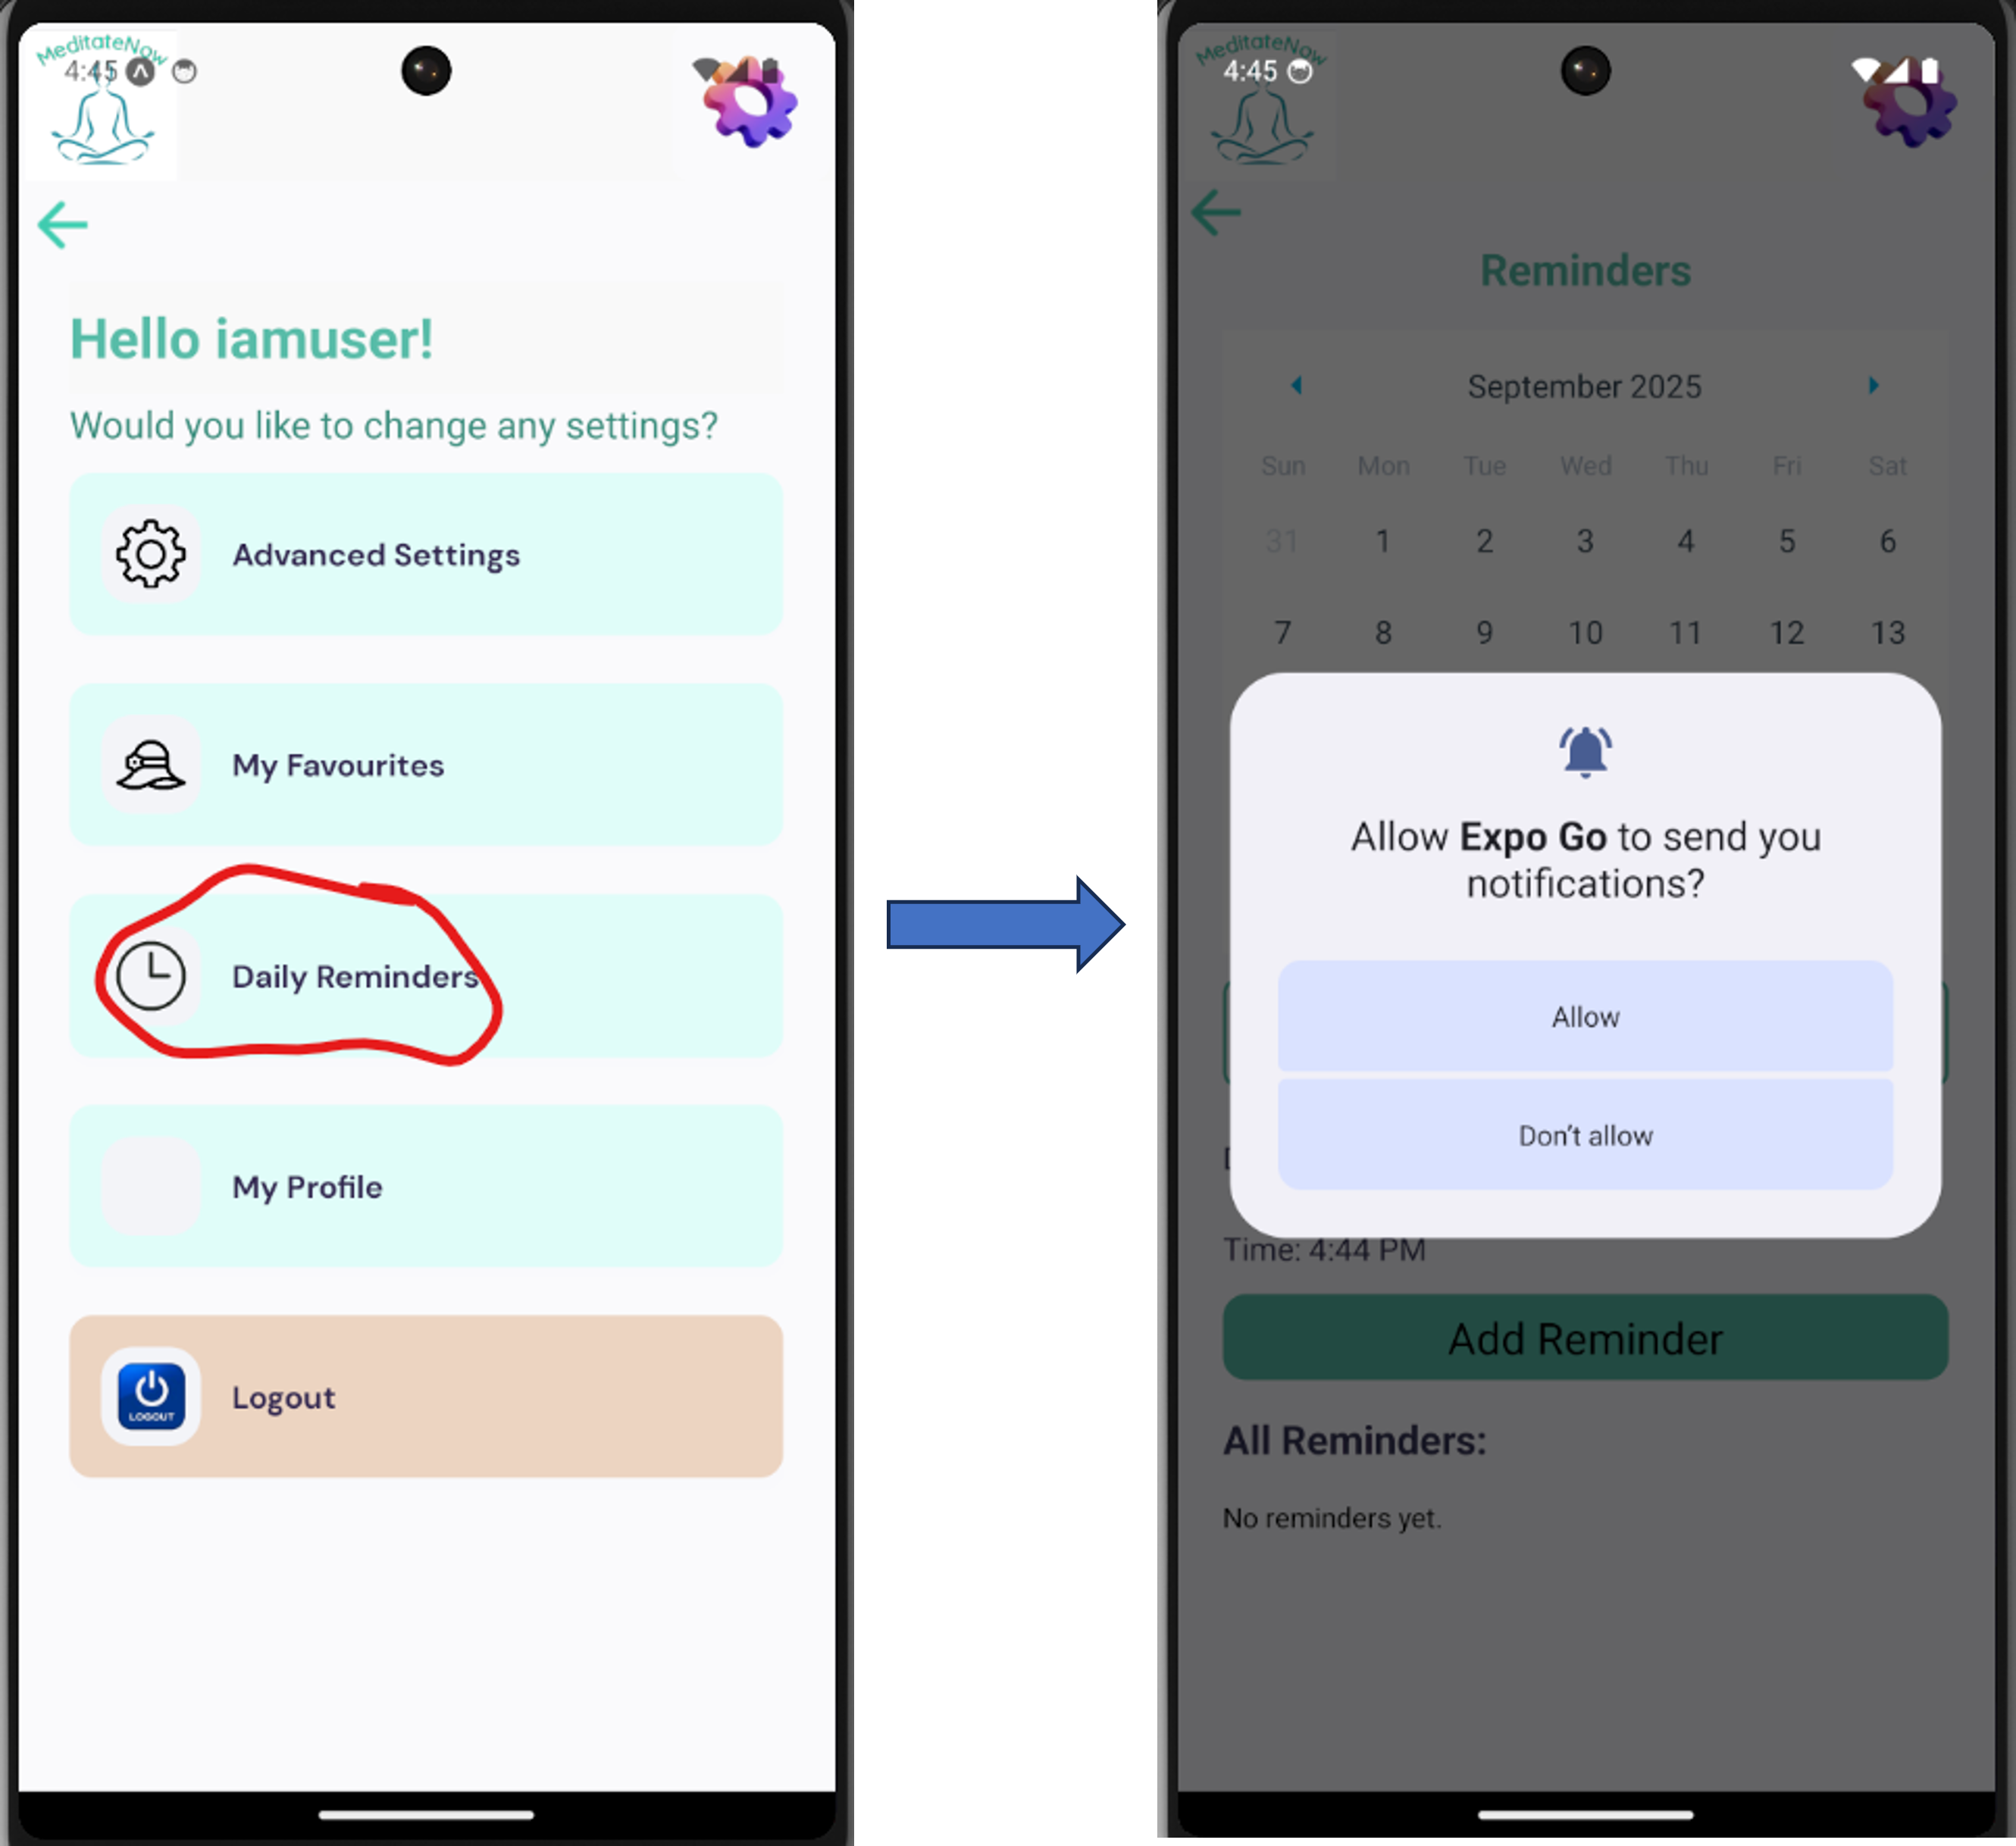 MeditateNow
4:45
Hello iamuser!
Would you like to change any settings?
Advanced Settings
My Favourites
Daily Reminders
My Profile
LOGOUT
Logout
MeditateNow
4:45
Reminders
September 2025
Sun Mon Tue Wed Thu Fri Sat
31 1 2 3 4 5 6
7 8 9 10 11 12 13
Allow Expo Go to send you
notifications?
Allow
Don't allow
Time: 4:44 PM
Add Reminder
All Reminders:
No reminders yet.